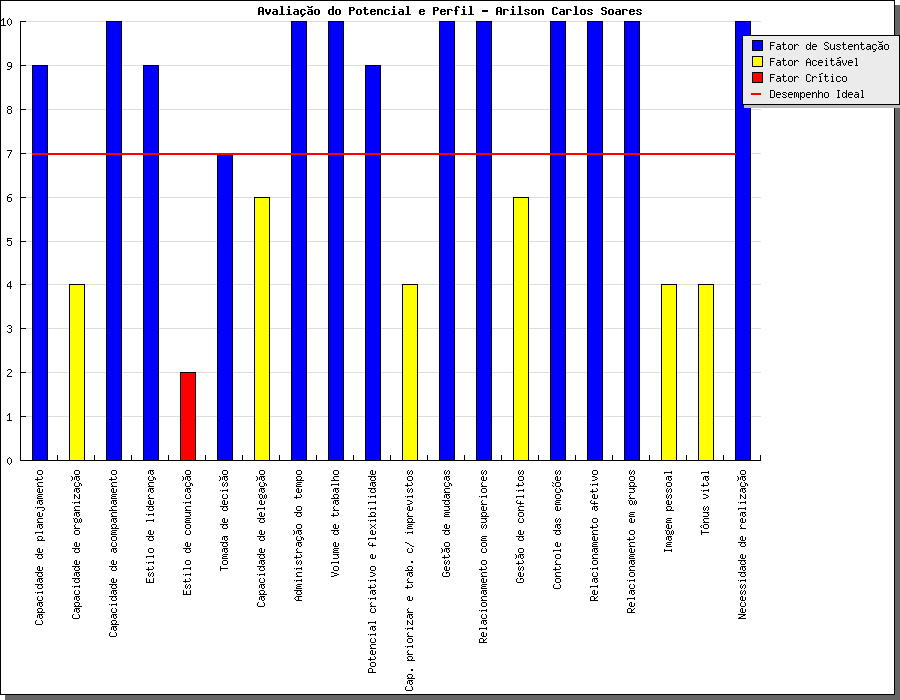 Avaliação do Potencial e Perfil - Arilson Carlos Soares
10
9
8
7
6
5
4
3
2
1
0
Fator de Sustentação
Fator Aceitável
Fator Crítico
Desempenho Ideal
Capacidade de planejamento
Capacidade de organização
Capacidade de acompanhamento
Estilo de liderança
Estilo de comunicação
Tomada de decisão
Capacidade de delegação
Administração do tempo
Volume de trabalho
Potencial criativo e flexibilidade
Cap. priorizar e trab. c/ imprevistos
Gestão de mudanças
Relacionamento com superiores
Gestão de conflitos
Controle das emoções
Relacionamento afetivo
Relacionamento em grupos
Imagem pessoal
Tônus vital
Necessidade de realização